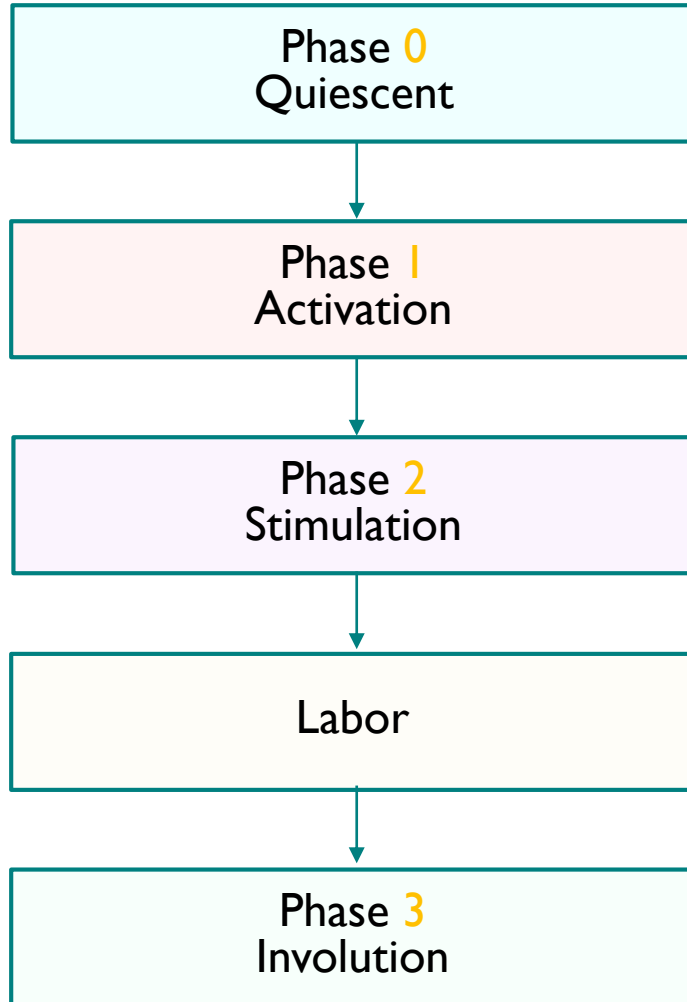 Phase 0
Quiescent
Phase 1
Activation
Phase 2
Stimulation
Labor
Phase 3
Involution